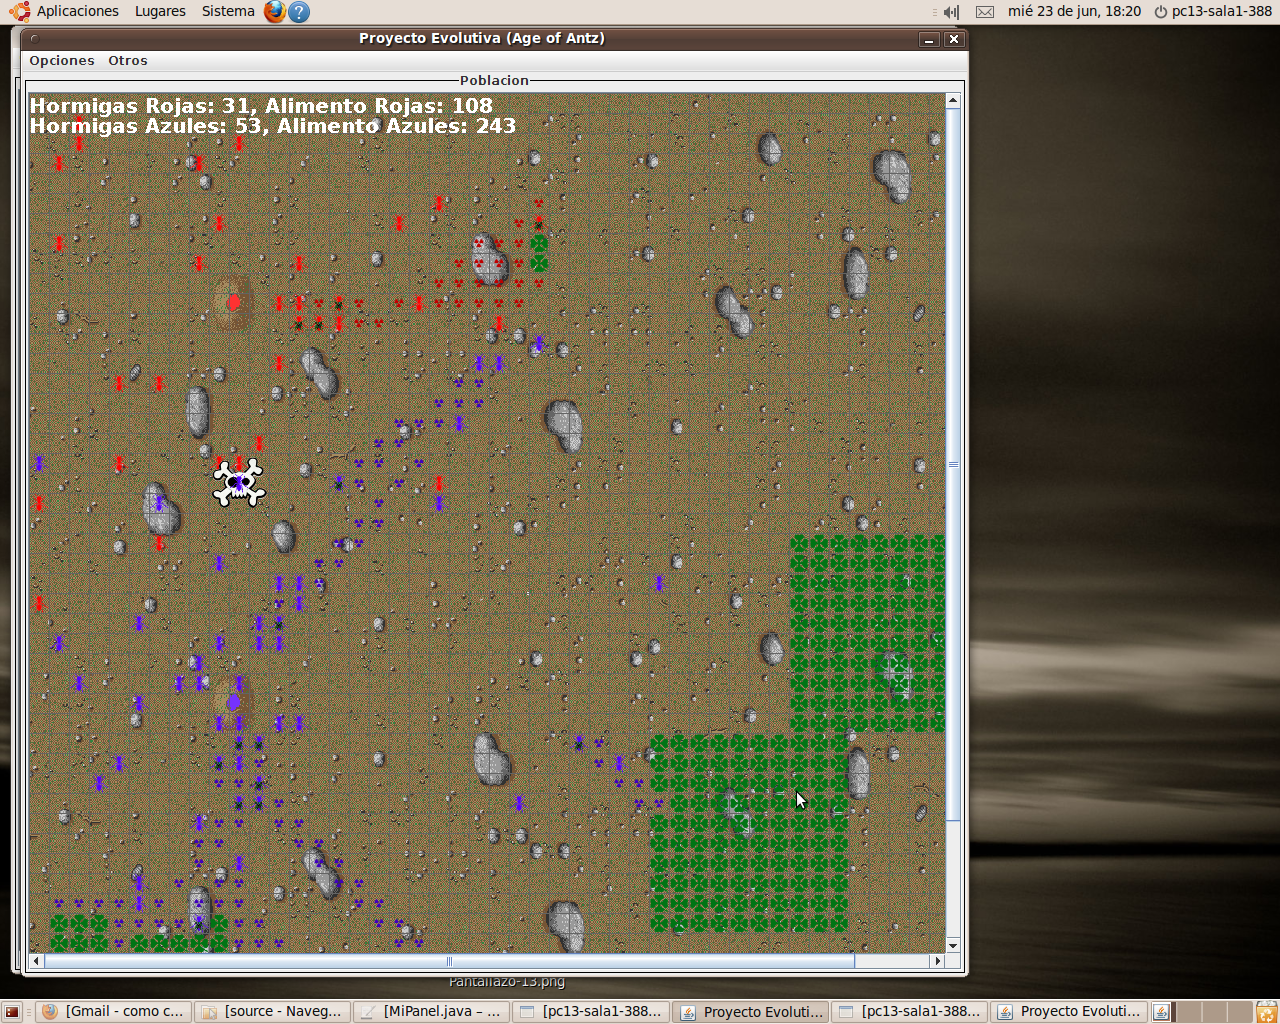 Aplicaciones Lugares Sistema mié 23 de jun, 18:20 pc13-sala1-388
Proyecto Evolutiva (Age of Antz)
Opciones Otros
Poblacion
Hormigas Rojas: 31, Alimento Rojas: 108
Hormigas Azules: 53, Alimento Azules: 243
Pantallazo-13.png
[Gmail - como c... [source - Naveg... [MiPanel.java – ... [pc13-sala1-388... Proyecto Evoluti... [pc13-sala1-388... Proyecto Evoluti...